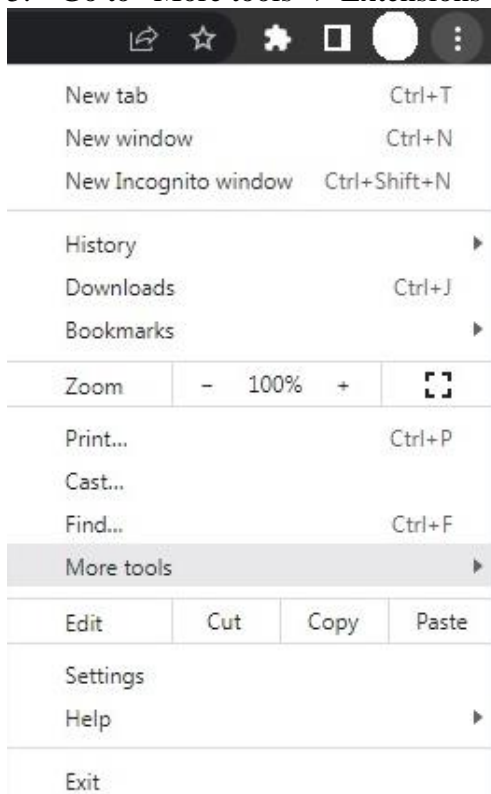 Go to "More tools → Extensions"
New tab Ctrl+T
New window Ctrl+N
New Incognito window Ctrl+Shift+N
History
Downloads Ctrl+J
Bookmarks
Zoom - 100% +
Print... Ctrl+P
Cast...
Find... Ctrl+F
More tools
Edit Cut Copy Paste
Settings
Help
Exit